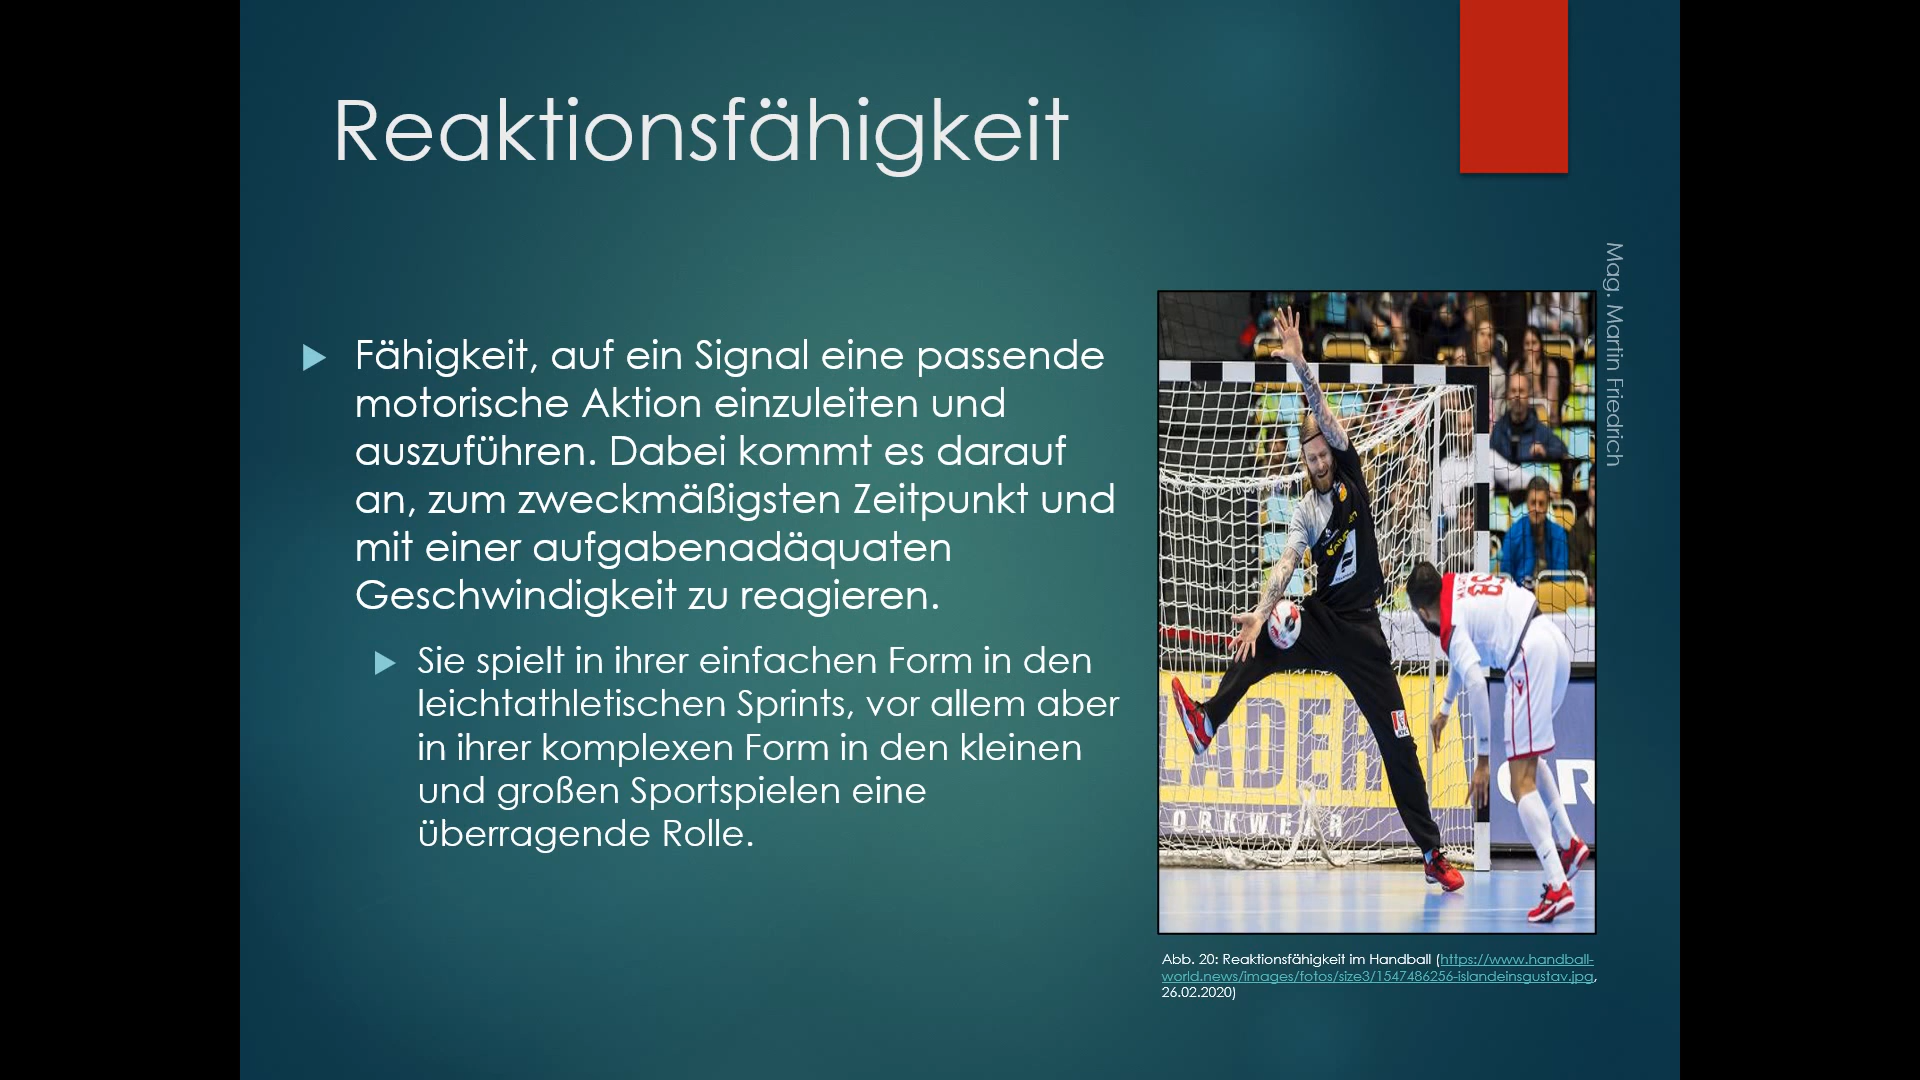 Reaktionsfähigkeit
Mag. Martin Friedrich
Fähigkeit, auf ein Signal eine passende
motorische Aktion einzuleiten und
auszuführen. Dabei kommt es darauf
an, zum zweckmäßigsten Zeitpunkt und
mit einer aufgabenadäquaten
Geschwindigkeit zu reagieren.
Sie spielt in ihrer einfachen Form in den
leichtathletischen Sprints, vor allem aber
in ihrer komplexen Form in den kleinen
und großen Sportspielen eine
überragende Rolle.
LÄDER
ORKWEAR
Abb. 20: Reaktionsfähigkeit im Handball (https://www.handball-
world.news/images/fotos/size3/1547486256-islandeinsgustav.jpg,
26.02.2020)